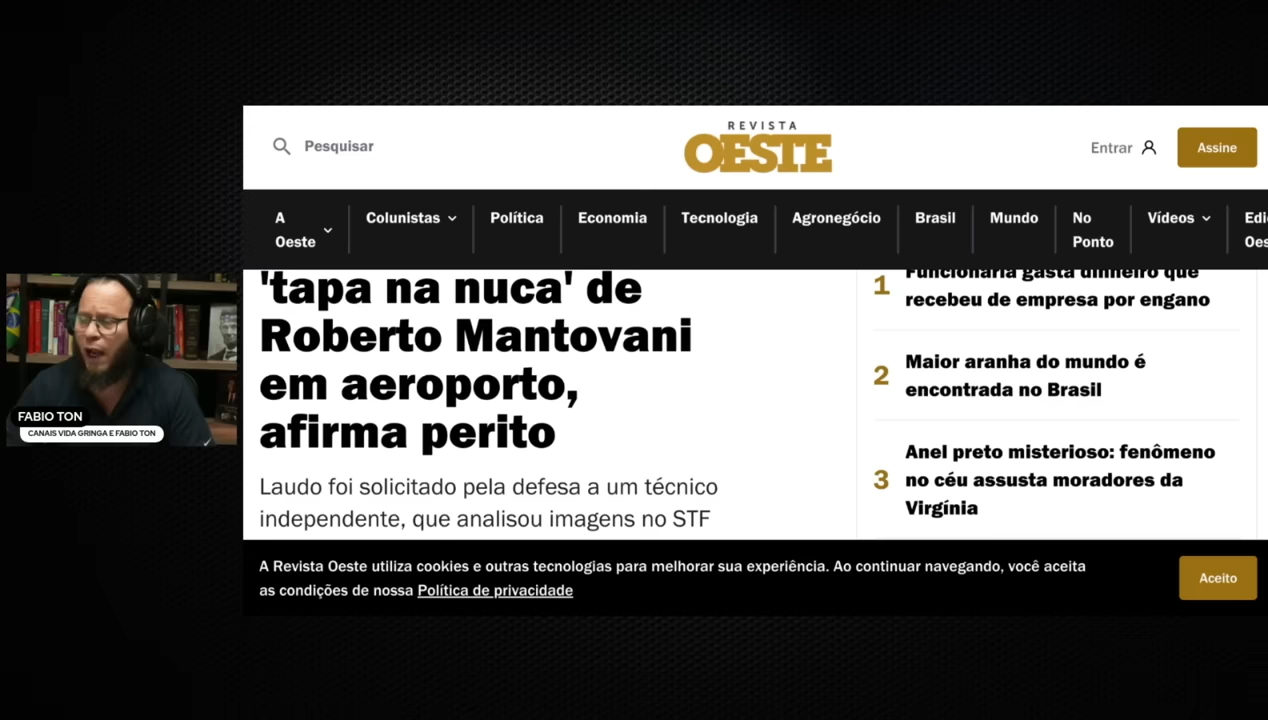 Pesquisar
REVISTA
OESTE
Entrar
Assine
A
Oeste
Colunistas
Política
Economia
Tecnologia
Agronegócio
Brasil
Mundo
No
Ponto
Vídeos
'tapa na nuca' de
Roberto Mantovani
em aeroporto,
afirma perito
Laudo foi solicitado pela defesa a um técnico
independente, que analisou imagens no STF
1
Funcionária gasta dinheiro que
recebeu de empresa por engano
2
Maior aranha do mundo é
encontrada no Brasil
3
Anel preto misterioso: fenômeno
no céu assusta moradores da
Virgínia
FABIO TON
CANAIS VIDA GRINGA E FABIO TON
A Revista Oeste utiliza cookies e outras tecnologias para melhorar sua experiência. Ao continuar navegando, você aceita
as condições de nossa Política de privacidade
Aceito